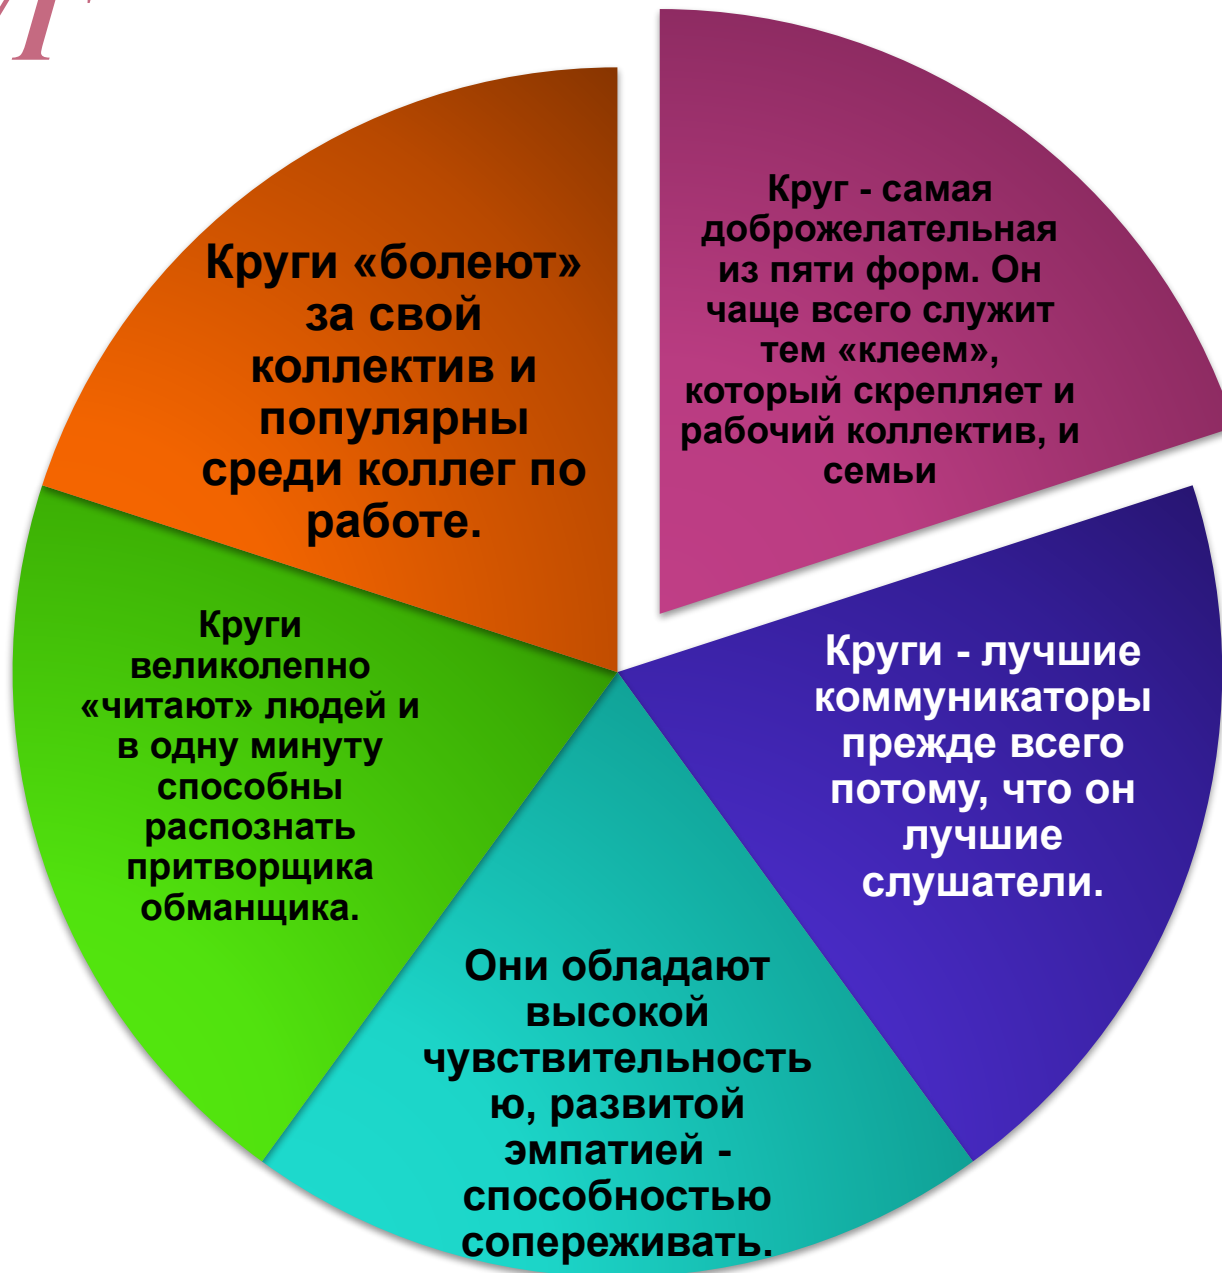 Круг - самая
доброжелательная
из пяти форм. Он
чаще всего служит
тем «клеем»,
который скрепляет и
рабочий коллектив, и
семьи
Круги - лучшие
коммуникаторы
прежде всего
потому, что он
лучшие
слушатели.
Они обладают
высокой
чувствительность
ю, развитой
эмпатией -
способностью
сопереживать.
Круги
великолепно
«читают» людей и
в одну минуту
способны
распознать
притворщика
обманщика.
Круги «болеют»
за свой
коллектив и
популярны
среди коллег по
работе.